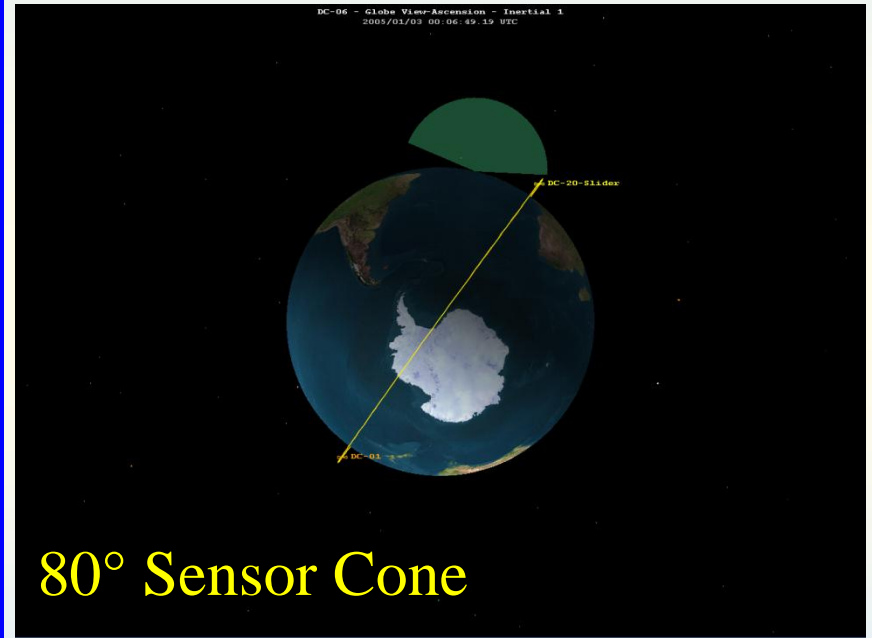 DC-06 - Globe View-Ascension - Inertial 1
2005/01/03 00:06:49.19 UTC
DC-20-Slider
DC-01
80° Sensor Cone